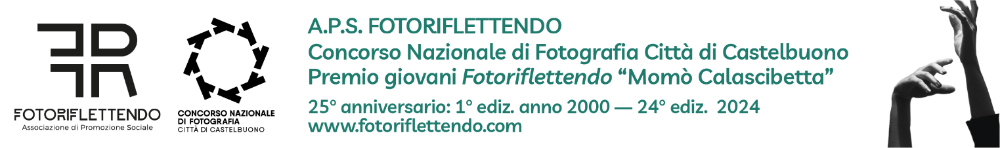 FOTORIFLETTENDO
Associazione di Promozione Sociale
CONCORSO NAZIONALE
DI FOTOGRAFIA
CITTÀ DI CASTELBUONO
A.P.S. FOTORIFLETTENDO
Concorso Nazionale di Fotografia Città di Castelbuono
Premio giovani Fotoriflettendo “Momò Calascibetta”
25° anniversario: 1° ediz. anno 2000 — 24° ediz. 2024
www.fotoriflettendo.com